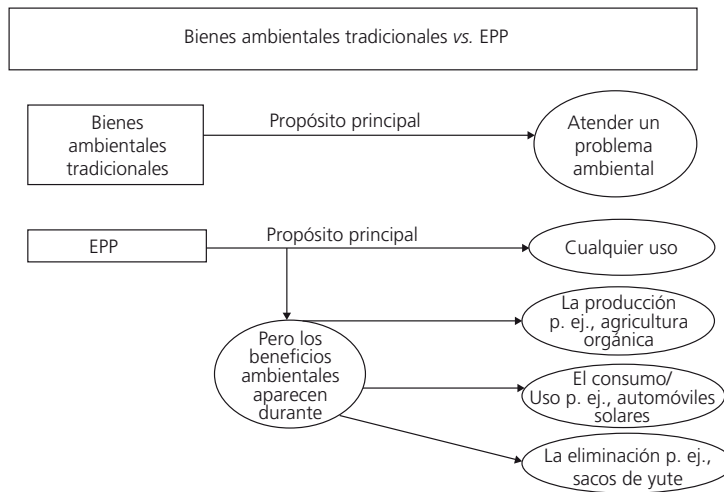 Bienes ambientales tradicionales vs. EPP
Bienes
ambientales
tradicionales
Propósito principal
Atender un
problema
ambiental
EPP
Propósito principal
Cualquier uso
Pero los
beneficios
ambientales
aparecen
durante
La producción
p. ej., agricultura
orgánica
El consumo/
Uso p. ej., automóviles
solares
La eliminación p. ej.,
sacos de yute